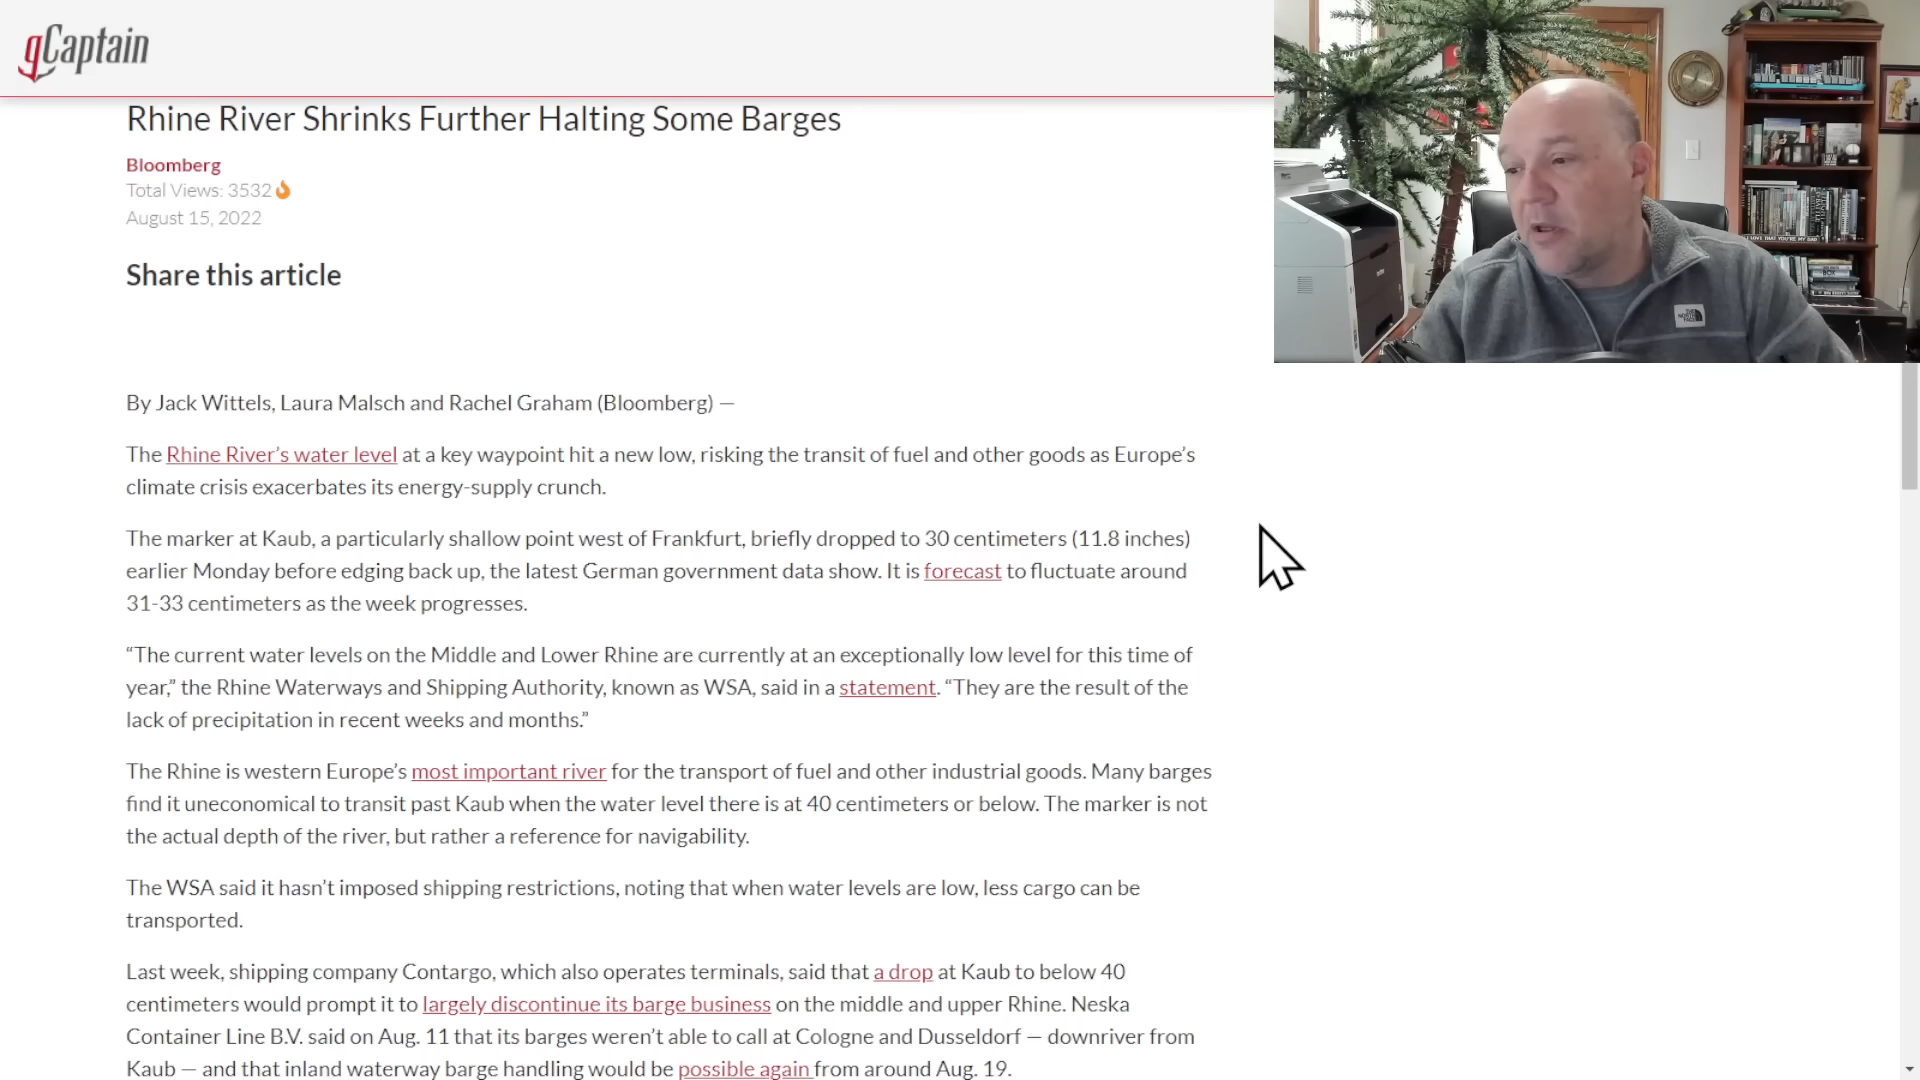 gCaptain
Rhine River Shrinks Further Halting Some Barges
Bloomberg
Total Views: 3532
August 15, 2022
Share this article
By Jack Wittels, Laura Malsch and Rachel Graham (Bloomberg) —
The Rhine River’s water level at a key waypoint hit a new low, risking the transit of fuel and other goods as Europe’s
climate crisis exacerbates its energy-supply crunch.
The marker at Kaub, a particularly shallow point west of Frankfurt, briefly dropped to 30 centimeters (11.8 inches)
earlier Monday before edging back up, the latest German government data show. It is forecast to fluctuate around
31-33 centimeters as the week progresses.
“The current water levels on the Middle and Lower Rhine are currently at an exceptionally low level for this time of
year,” the Rhine Waterways and Shipping Authority, known as WSA, said in a statement. “They are the result of the
lack of precipitation in recent weeks and months.”
The Rhine is western Europe’s most important river for the transport of fuel and other industrial goods. Many barges
find it uneconomical to transit past Kaub when the water level there is at 40 centimeters or below. The marker is not
the actual depth of the river, but rather a reference for navigability.
The WSA said it hasn’t imposed shipping restrictions, noting that when water levels are low, less cargo can be
transported.
Last week, shipping company Contargo, which also operates terminals, said that a drop at Kaub to below 40
centimeters would prompt it to largely discontinue its barge business on the middle and upper Rhine. Neska
Container Line B.V. said on Aug. 11 that its barges weren’t able to call at Cologne and Dusseldorf — downriver from
Kaub — and that inland waterway barge handling would be possible again from around Aug. 19.
THE
NORTH
FACE